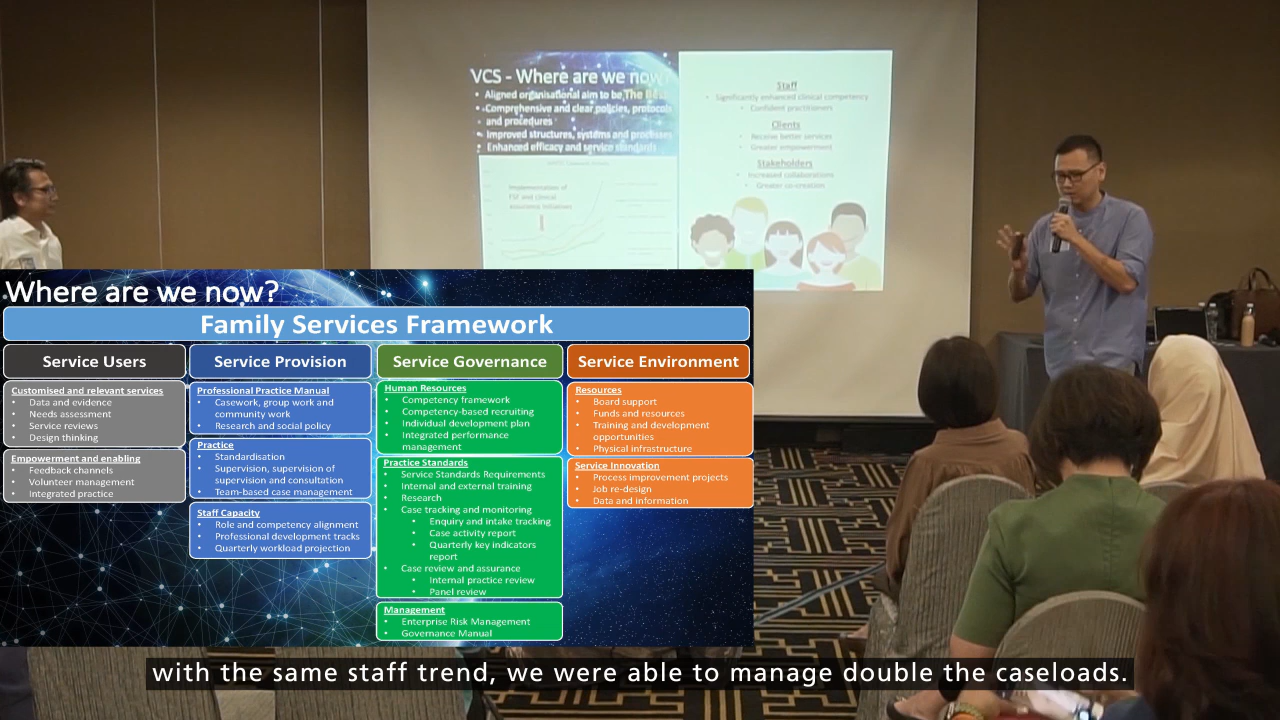 VCS - Where are we now?
• Aligned organisational aim to be The Best
• Comprehensive and clear policies, protocols
and procedures
• Improved structures, systems and processes
• Enhanced efficacy and service standards
Implementation of
FSF and clinical
Staff
• Significantly enhanced clinical competency
• Confident practitioners
Clients
• Receive better services
• Greater empowerment
Stakeholders
• Increased collaborations
• Greater co-creation
Where are we now?
Family Services Framework
Service Users
Customised and relevant services
• Data and evidence
• Needs assessment
• Service reviews
• Design thinking
Empowerment and enabling
• Feedback channels
• Volunteer management
• Integrated practice
Service Provision
Professional Practice Manual
• Casework, group work and
community work
• Research and social policy
Practice
• Standardisation
• Supervision, supervision of
supervision and consultation
• Team-based case management
Staff Capacity
• Role and competency alignment
• Professional development tracks
• Quarterly workload projection
Service Governance
Human Resources
• Competency framework
• Competency-based recruiting
• Individual development plan
• Integrated performance
management
Practice Standards
• Service Standards Requirements
• Internal and external training
• Research
• Case tracking and monitoring
• Enquiry and intake tracking
• Case activity report
• Quarterly key indicators
report
• Case review and assurance
• Internal practice review
• Panel review
Management
• Enterprise Risk Management
• Governance Manual
Service Environment
Resources
• Board support
• Funds and resources
• Training and development
opportunities
• Physical infrastructure
Service Innovation
• Process improvement projects
• Job re-design
• Data and information
with the same staff trend, we were able to manage double the caseloads.